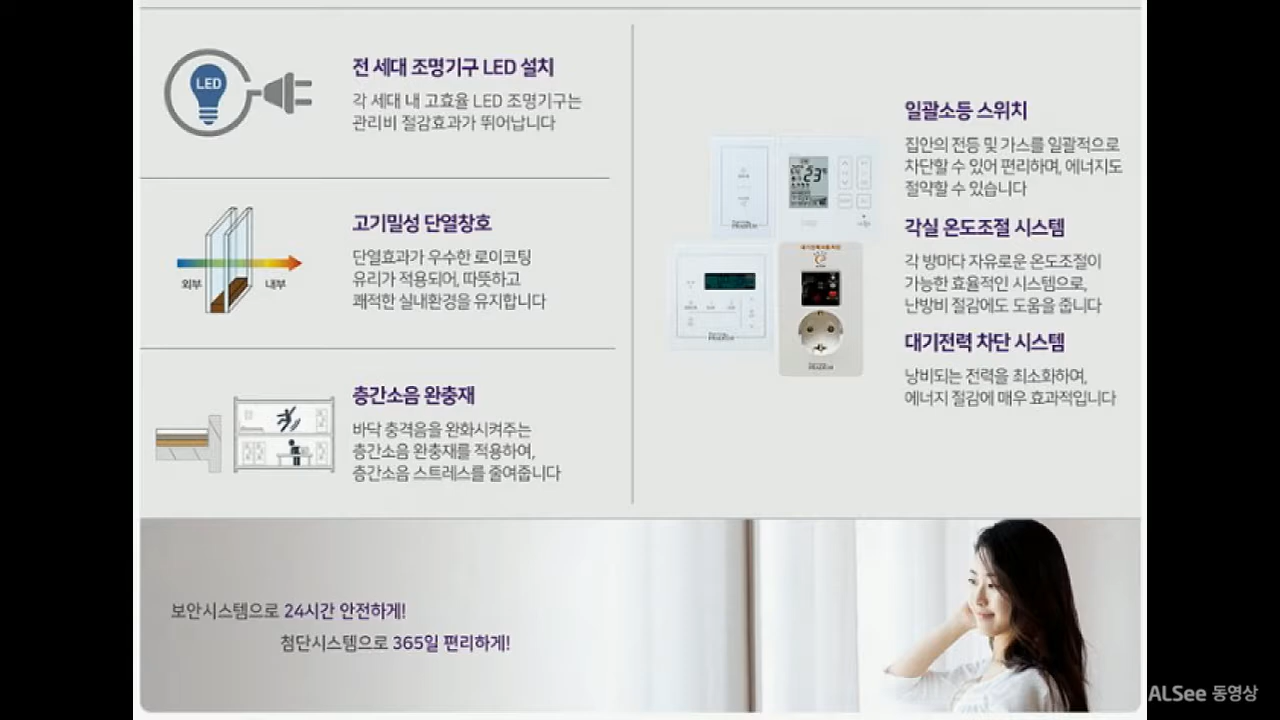 LED
전 세대 조명기구 LED 설치
각 세대 내 고효율 LED 조명기구는
관리비 절감효과가 뛰어납니다
외부
내부
고기밀성 단열창호
단열효과가 우수한 로이코팅
유리가 적용되어, 따뜻하고
쾌적한 실내환경을 유지합니다
층간소음 완충재
바닥 충격음을 완화시켜주는
층간소음 완충재를 적용하여,
층간소음 스트레스를 줄여줍니다
23
일괄소등 스위치
집안의 전등 및 가스를 일괄적으로
차단할 수 있어 편리하며, 에너지도
절약할 수 있습니다
각실 온도조절 시스템
각 방마다 자유로운 온도조절이
가능한 효율적인 시스템으로,
난방비 절감에도 도움을 줍니다
대기전력 차단 시스템
낭비되는 전력을 최소화하여,
에너지 절감에 매우 효과적입니다
보안시스템으로 24시간 안전하게!
첨단시스템으로 365일 편리하게!
ALSee 동영상